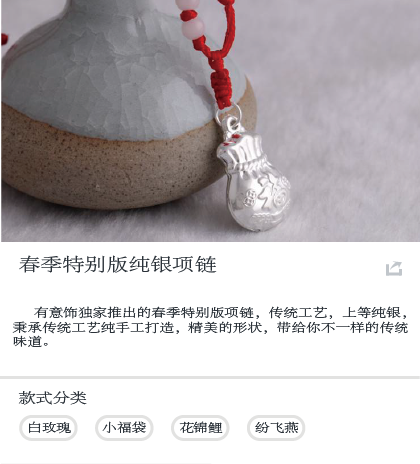 春季特别版纯银项链
有意饰独家推出的春季特别版项链，传统工艺，上等纯银，
秉承传统工艺纯手工打造，精美的形状，带给你不一样的传统
味道。
款式分类
白玫瑰 小福袋 花锦鲤 纷飞燕